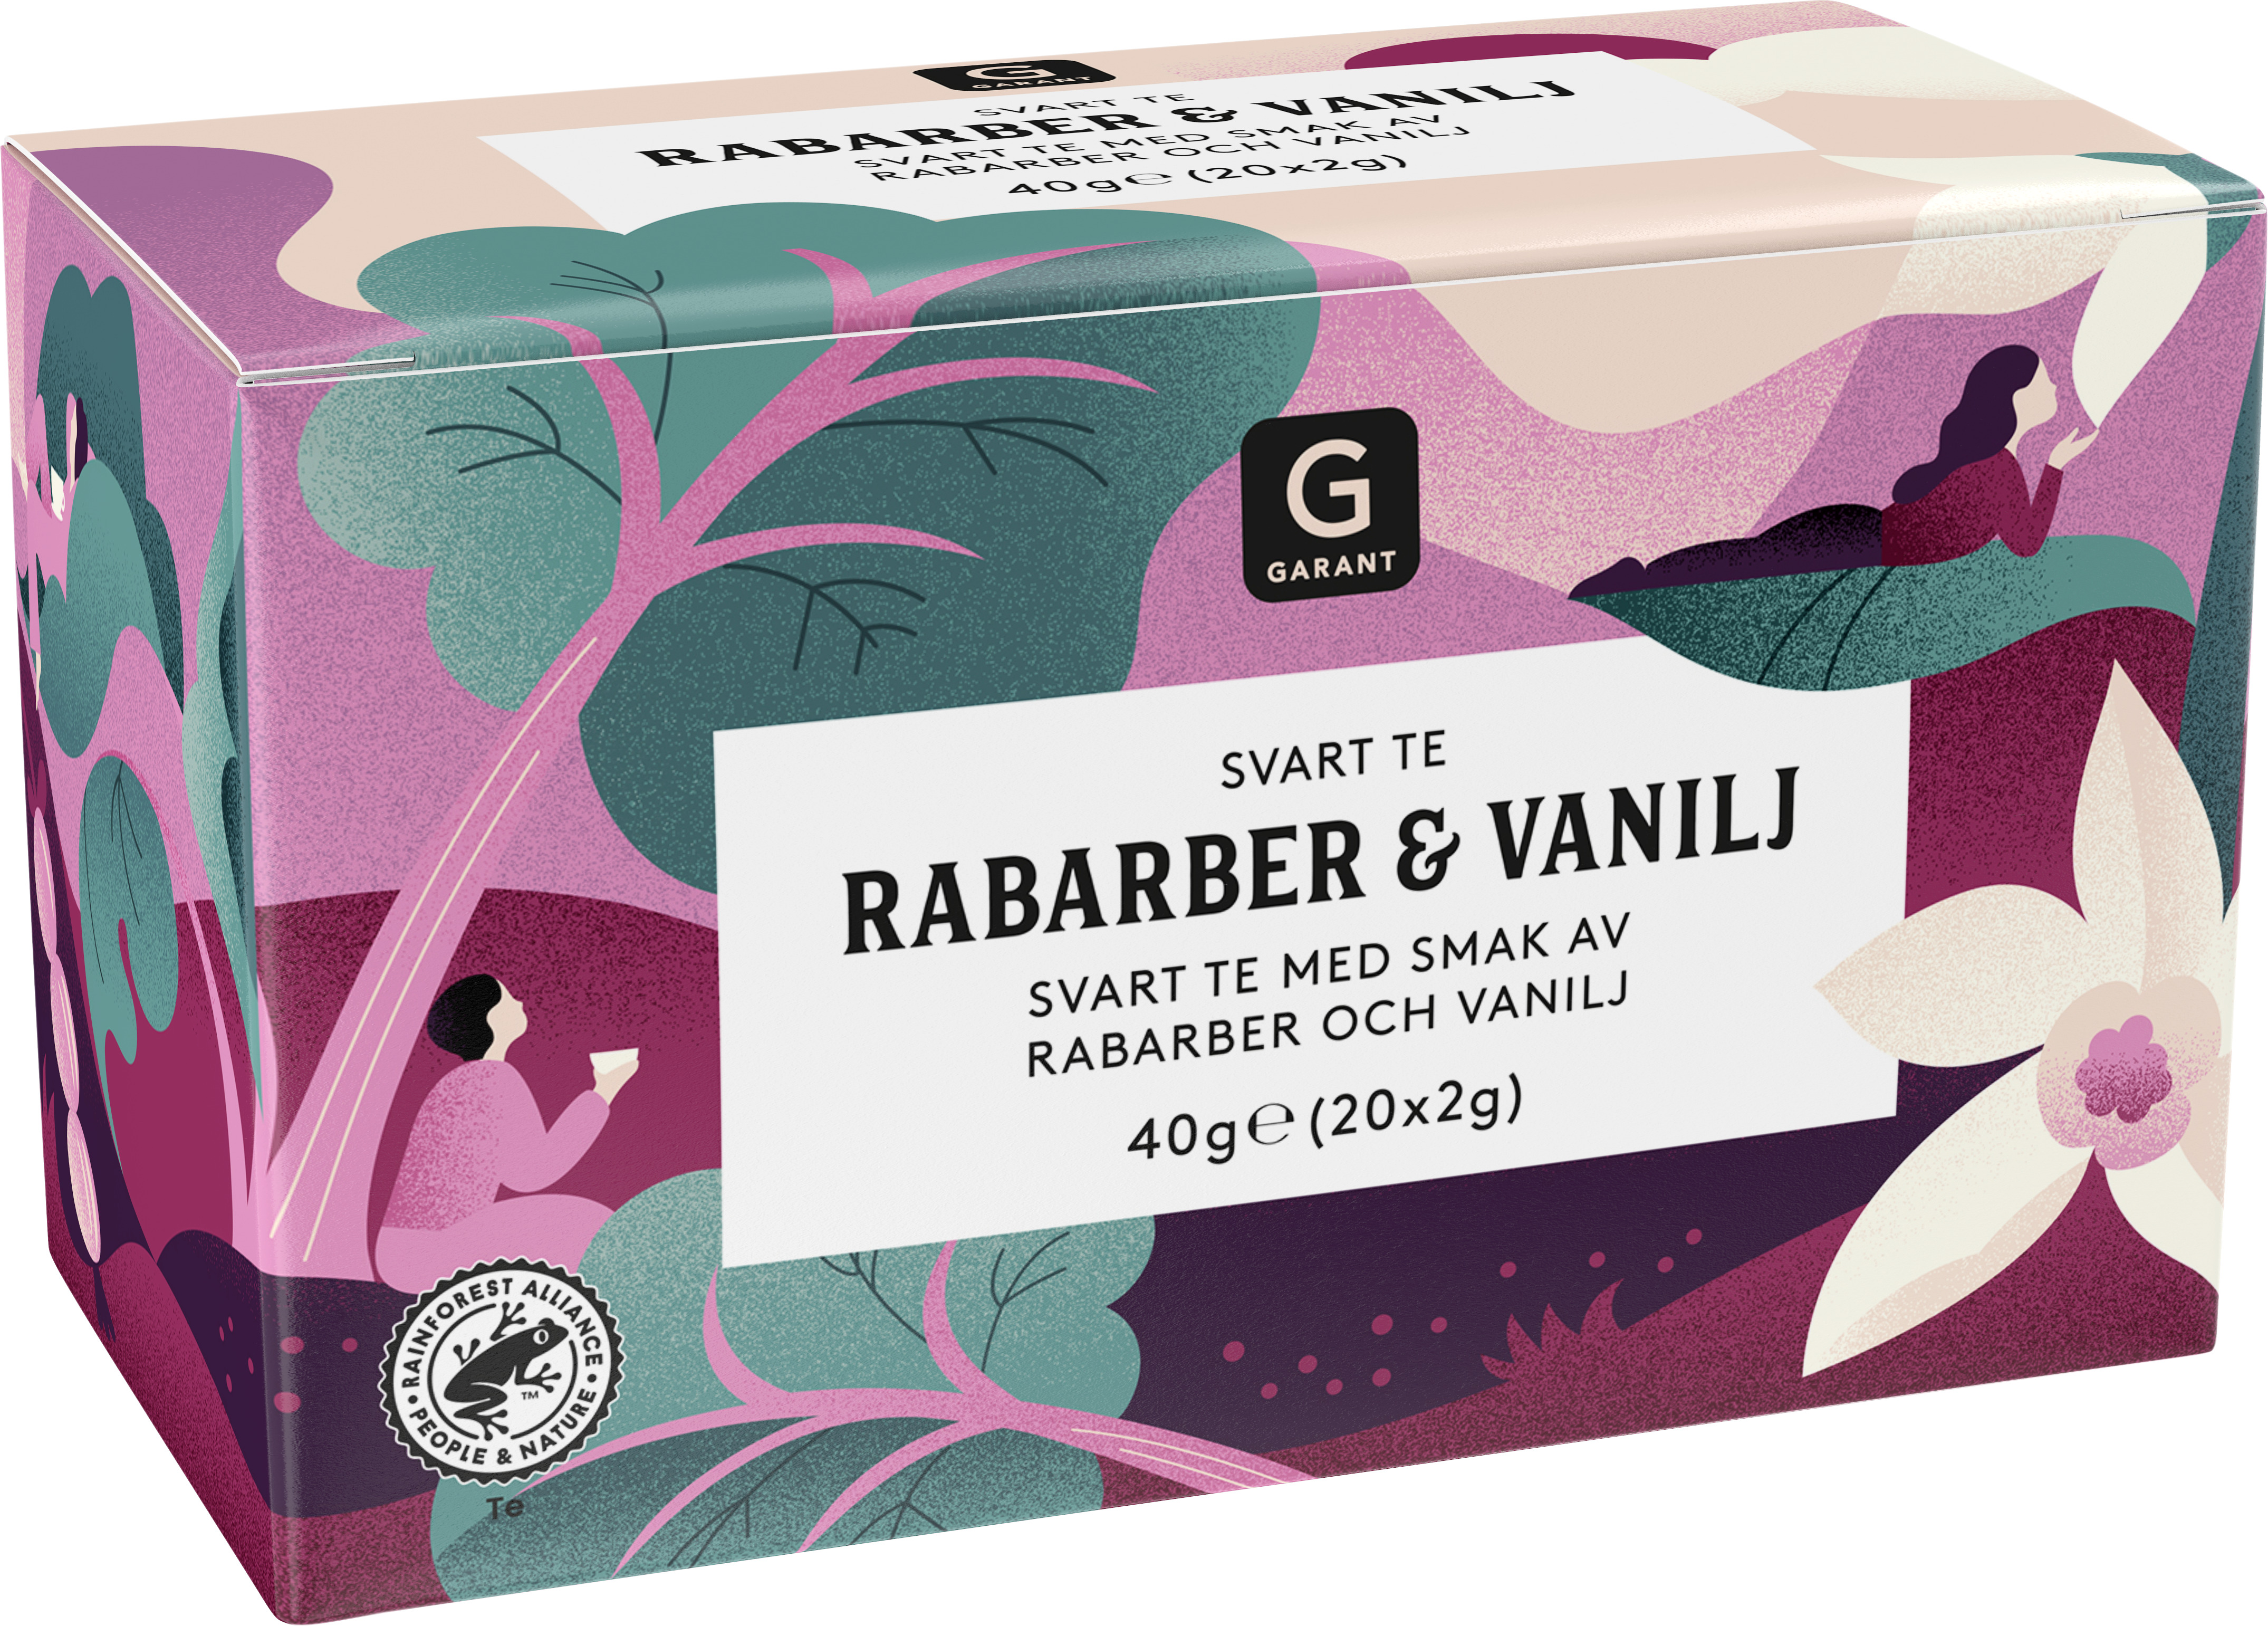 G
GARANT
SVART TE
RABARBER & VANILJ
SVART TE MED SMAK AV
RABARBER OCH VANILJ
40g℮ (20x2g)
G
GARANT
SVART TE
RABARBER & VANILJ
SVART TE MED SMAK AV
RABARBER OCH VANILJ
40g℮ (20x2g)
RAINFOREST ALLIANCE
PEOPLE & NATURE
TM
Te